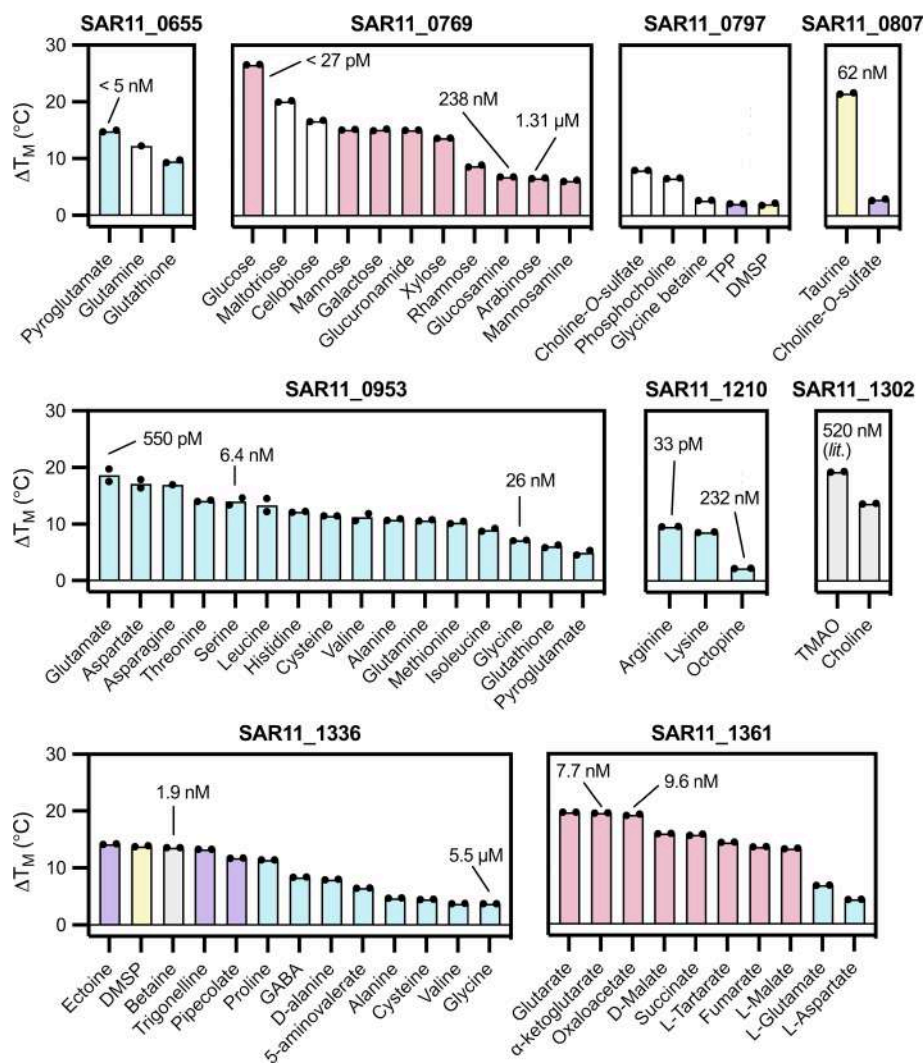 SAR11_0655 SAR11_0769 SAR11_0797 SAR11_0807
30
20
10
0
ΔT_M (°C)
< 5 nM
< 27 pM
238 nM
1.31 µM
62 nM
Pyroglutamate
Glutamine
Glutathione
Glucose
Maltotriose
Cellobiose
Mannose
Galactose
Glucuronamide
Xylose
Rhamnose
Glucosamine
Arabinose
Mannosamine
Choline-O-sulfate
Phosphocholine
Glycine betaine
TPP
DMSP
Taurine
Choline-O-sulfate
SAR11_0953 SAR11_1210 SAR11_1302
30
20
10
0
ΔT_M (°C)
550 pM
6.4 nM
26 nM
33 pM
232 nM
520 nM
(lit.)
Glutamate
Aspartate
Asparagine
Threonine
Serine
Leucine
Histidine
Cysteine
Valine
Alanine
Glutamine
Methionine
Isoleucine
Glycine
Glutathione
Pyroglutamate
Arginine
Lysine
Octopine
TMAO
Choline
SAR11_1336 SAR11_1361
30
20
10
0
ΔT_M (°C)
1.9 nM
5.5 µM
7.7 nM
9.6 nM
Ectoine
DMSP
Betaine
Trigonelline
Pipecolate
Proline
GABA
D-alanine
5-aminovalerate
Alanine
Cysteine
Valine
Glycine
Glutarate
α-ketoglutarate
Oxaloacetate
D-Malate
Succinate
L-Tartarate
Fumarate
L-Malate
L-Glutamate
L-Aspartate